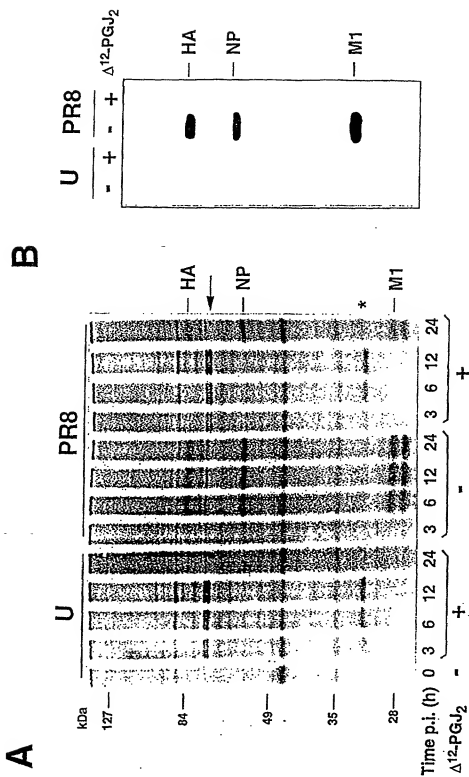 A
U PR8
kDa
127
84
49
35
28
HA
NP
*
M1
Time p.i. (h) 0 3 6 12 24 3 6 12 24 3 6 12 24
Δ12-PGJ2 - + - +
B
U PR8
- + - + Δ12-PGJ2
HA
NP
M1